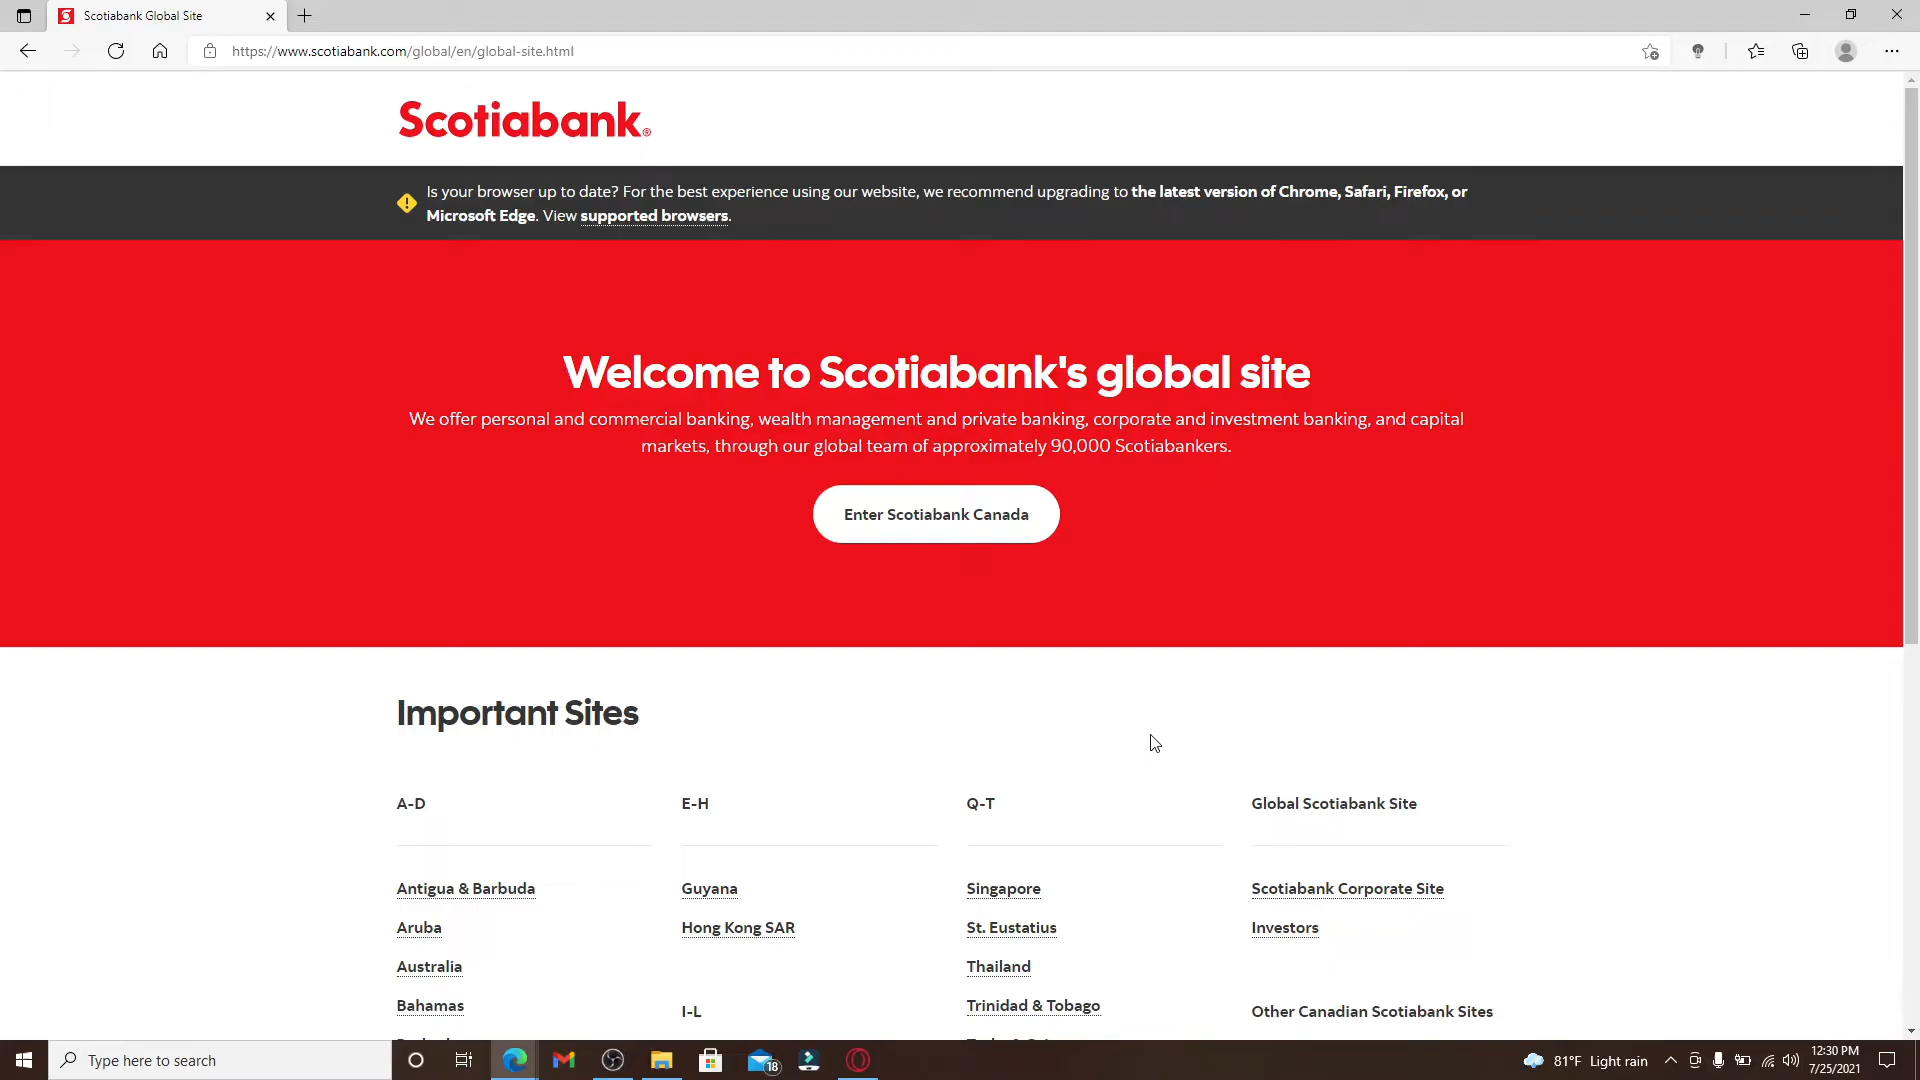 Scotiabank Global Site
https://www.scotiabank.com/global/en/global-site.html
Scotiabank®
Is your browser up to date? For the best experience using our website, we recommend upgrading to the latest version of Chrome, Safari, Firefox, or
Microsoft Edge. View supported browsers.
Welcome to Scotiabank's global site
We offer personal and commercial banking, wealth management and private banking, corporate and investment banking, and capital
markets, through our global team of approximately 90,000 Scotiabankers.
Enter Scotiabank Canada
Important Sites
A-D
Antigua & Barbuda
Aruba
Australia
Bahamas
E-H
Guyana
Hong Kong SAR
I-L
Q-T
Singapore
St. Eustatius
Thailand
Trinidad & Tobago
Global Scotiabank Site
Scotiabank Corporate Site
Investors
Other Canadian Scotiabank Sites
Type here to search
18
81°F Light rain
12:30 PM
7/25/2021